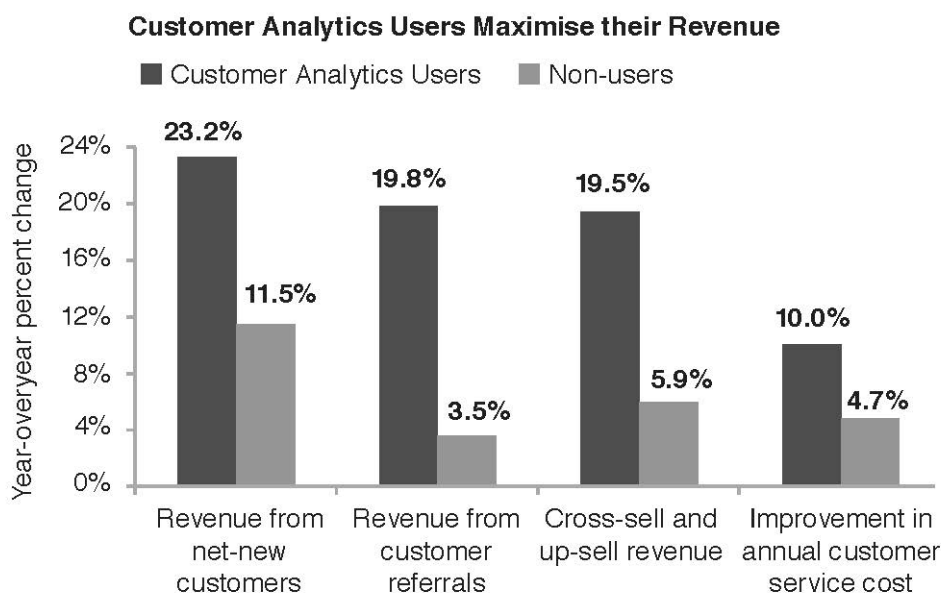 Customer Analytics Users Maximise their Revenue
Customer Analytics Users
Non-users
Year-overyear percent change
24%
20%
16%
12%
8%
4%
0%
23.2%
11.5%
19.8%
3.5%
19.5%
5.9%
10.0%
4.7%
Revenue from
net-new
customers
Revenue from
customer
referrals
Cross-sell and
up-sell revenue
Improvement in
annual customer
service cost